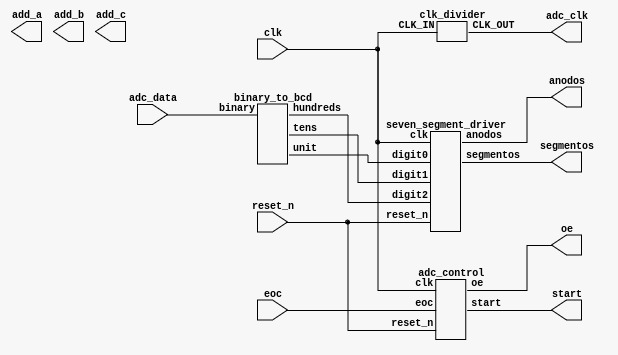 add_a add_b add_c
clk_divider
CLK_IN CLK_OUT
adc_clk
clk
binary_to_bcd
adc_data
binary hundreds
tens
unit
seven_segment_driver
clk anodos
segmentos
digit0
digit1
digit2
reset_n
anodos
segmentos
reset_n
adc_control
clk oe
eoc start
reset_n
eoc
oe
start